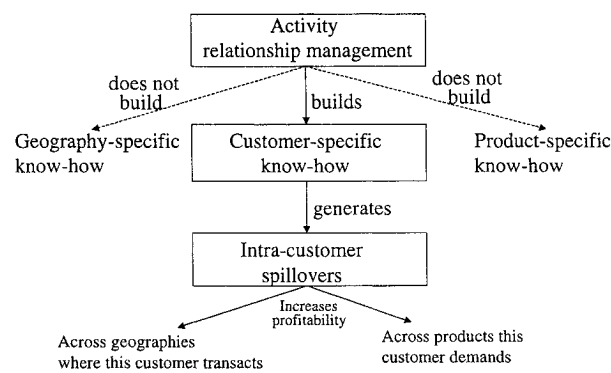 Activity
relationship management
does not
build
builds
does not
build
Geography-specific
know-how
Customer-specific
know-how
Product-specific
know-how
generates
Intra-customer
spillovers
Increases
profitability
Across geographies
where this customer transacts
Across products this
customer demands